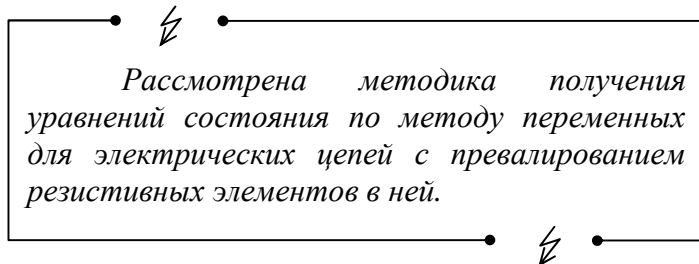 Рассмотрена методика получения
уравнений состояния по методу переменных
для электрических цепей с превалированием
резистивных элементов в ней.